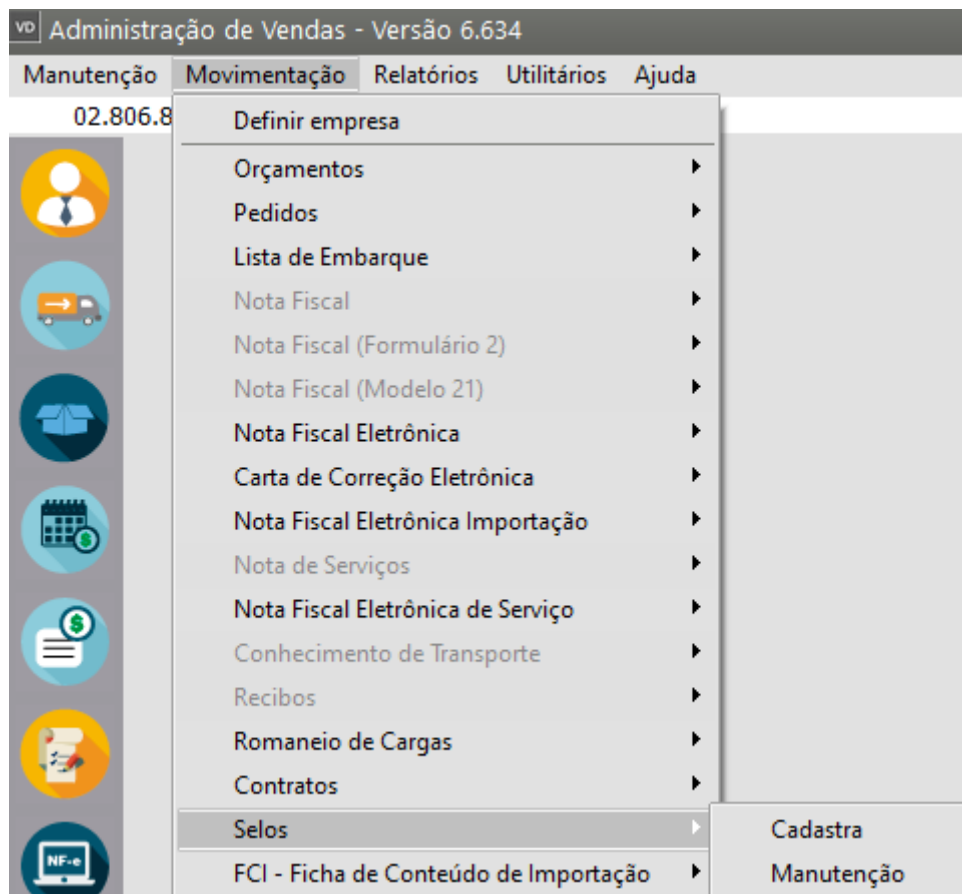 VD Administração de Vendas - Versão 6.634
Manutenção Movimentação Relatórios Utilitários Ajuda
02.806.8
Definir empresa
Orçamentos
Pedidos
Lista de Embarque
Nota Fiscal
Nota Fiscal (Formulário 2)
Nota Fiscal (Modelo 21)
Nota Fiscal Eletrônica
Carta de Correção Eletrônica
Nota Fiscal Eletrônica Importação
Nota de Serviços
Nota Fiscal Eletrônica de Serviço
Conhecimento de Transporte
Recibos
Romaneio de Cargas
Contratos
Selos Cadastra
NF-e FCI - Ficha de Conteúdo de Importação Manutenção